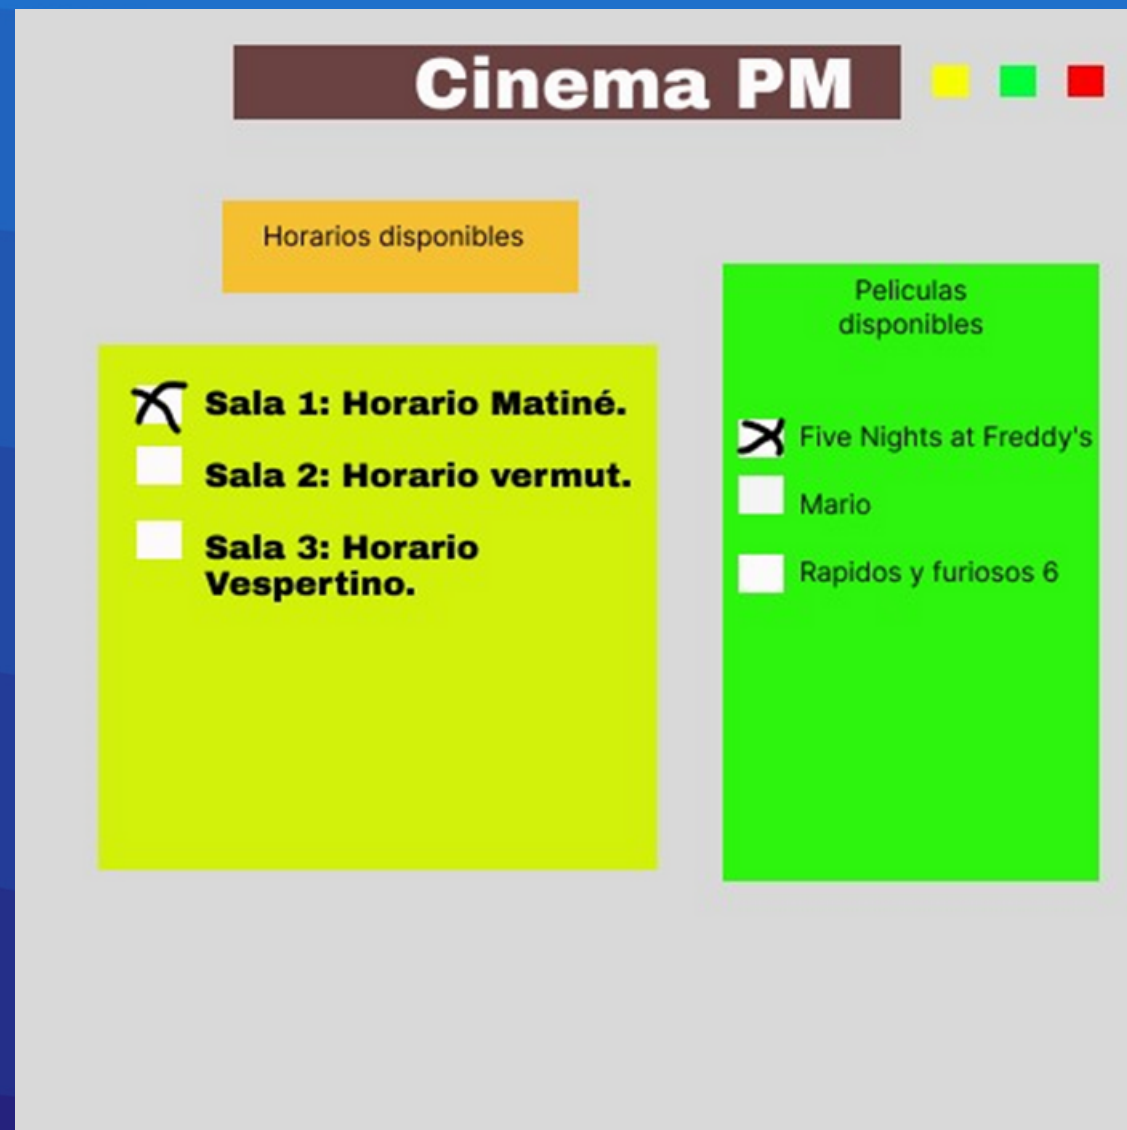 Cinema PM
Horarios disponibles
Sala 1: Horario Matiné.
Sala 2: Horario vermut.
Sala 3: Horario
Vespertino.
Peliculas
disponibles
Five Nights at Freddy's
Mario
Rapidos y furiosos 6